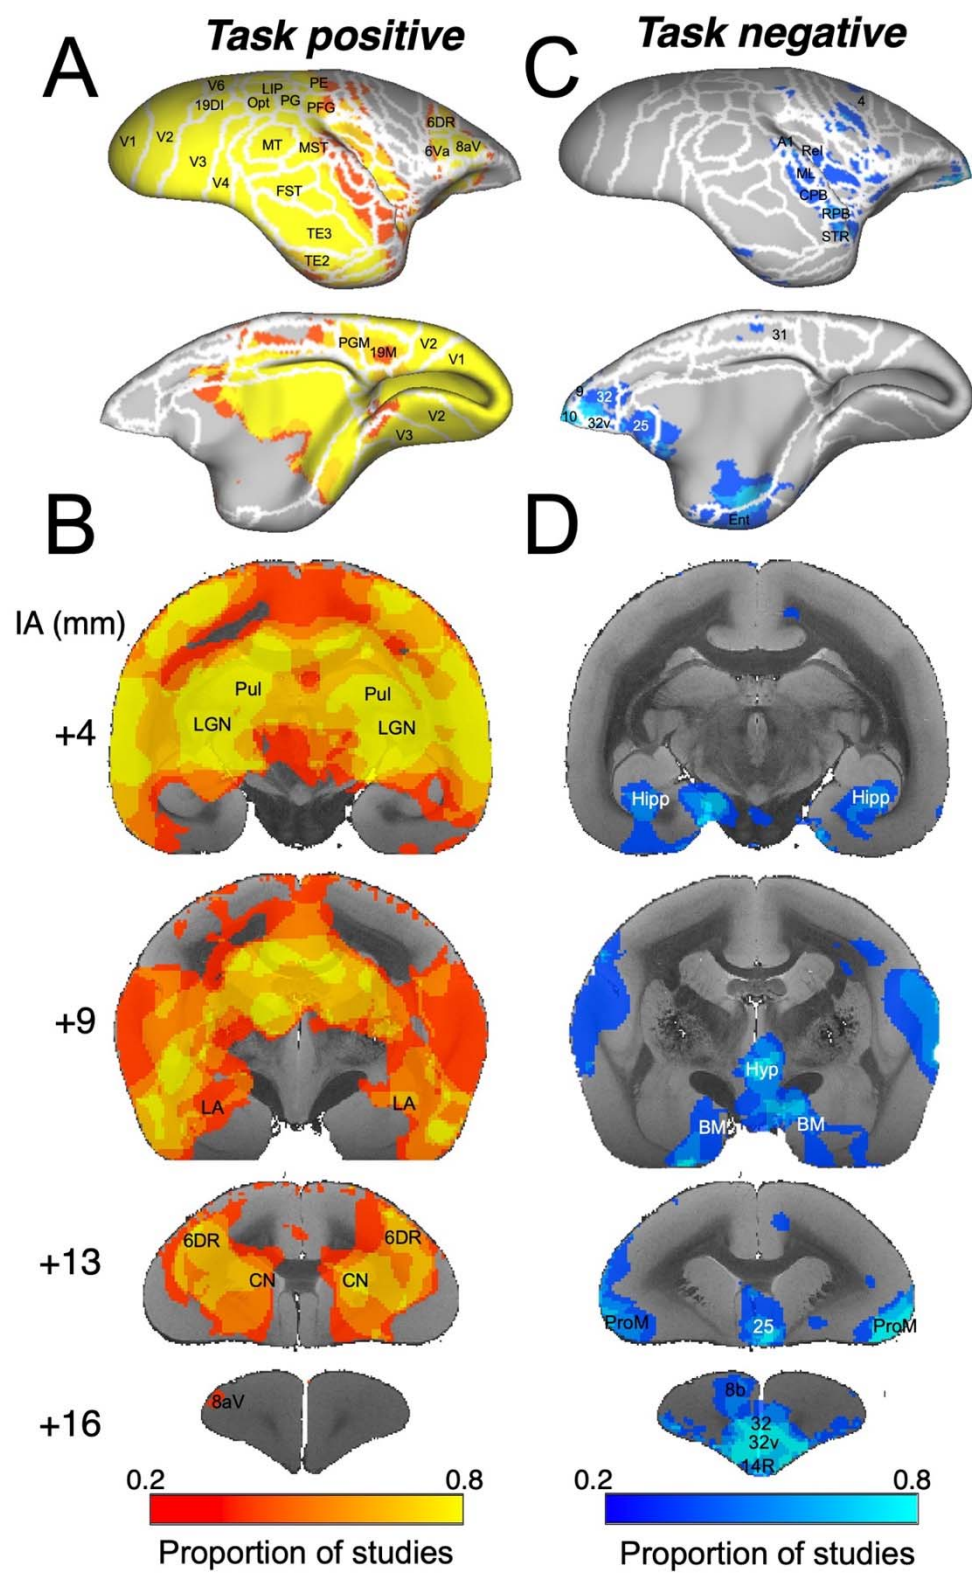 Task positive
Task negative
A
C
V6
LIP
PE
19DI
Opt
PG
PFG
6DR
V1
V2
V3
MT
MST
6Va
8aV
V4
FST
TE3
TE2
4
A1
Rel
ML
CPB
RPB
STR
PGM
19M
V2
V1
V2
V3
31
9
32
10
32v
25
Ent
B
D
IA (mm)
+4
Pul
Pul
LGN
LGN
Hipp
Hipp
+9
LA
LA
Hyp
BM
BM
+13
6DR
6DR
CN
CN
ProM
25
ProM
+16
8aV
8b
32
32v
14R
0.2
0.8
0.2
0.8
Proportion of studies
Proportion of studies